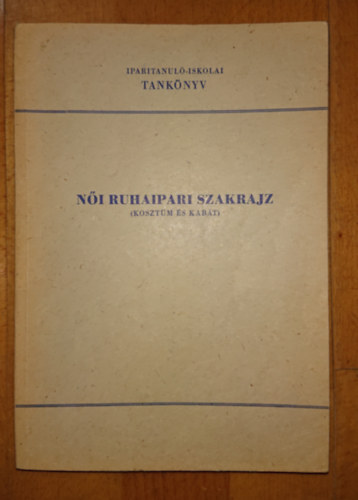 IPARITANULÓ-ISKOLAI
TANKÖNYV
NŐI RUHAIPARI SZAKRAJZ
(KOSZTÜM ÉS KABÁT)